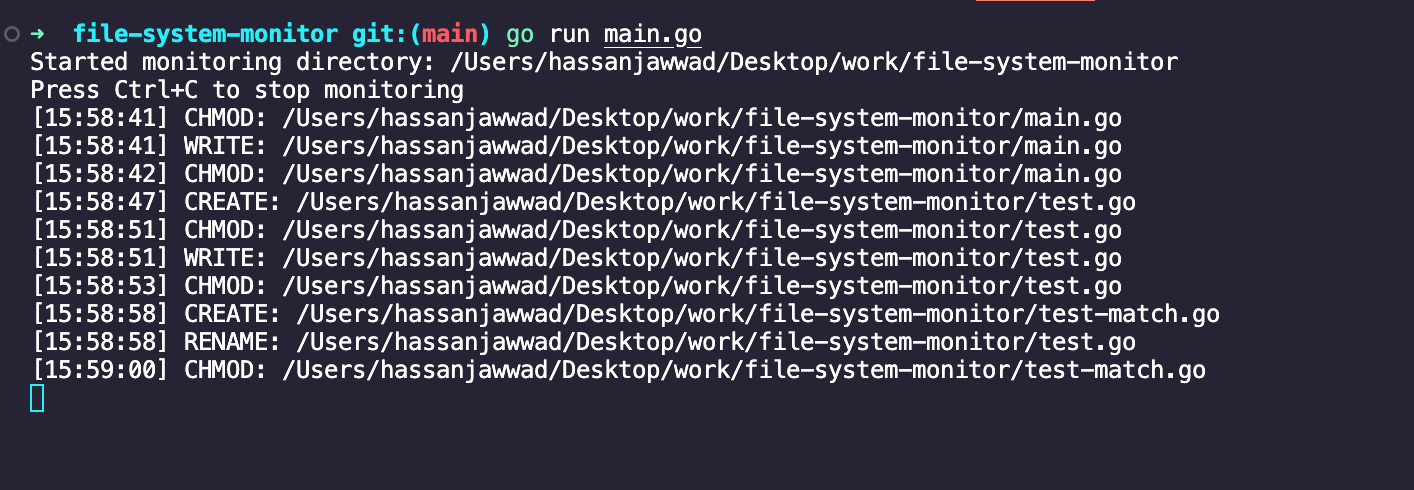 ➜  file-system-monitor git:(main) go run main.go
Started monitoring directory: /Users/hassanjawwad/Desktop/work/file-system-monitor
Press Ctrl+C to stop monitoring
[15:58:41] CHMOD: /Users/hassanjawwad/Desktop/work/file-system-monitor/main.go
[15:58:41] WRITE: /Users/hassanjawwad/Desktop/work/file-system-monitor/main.go
[15:58:42] CHMOD: /Users/hassanjawwad/Desktop/work/file-system-monitor/main.go
[15:58:47] CREATE: /Users/hassanjawwad/Desktop/work/file-system-monitor/test.go
[15:58:51] CHMOD: /Users/hassanjawwad/Desktop/work/file-system-monitor/test.go
[15:58:51] WRITE: /Users/hassanjawwad/Desktop/work/file-system-monitor/test.go
[15:58:53] CHMOD: /Users/hassanjawwad/Desktop/work/file-system-monitor/test.go
[15:58:58] CREATE: /Users/hassanjawwad/Desktop/work/file-system-monitor/test-match.go
[15:58:58] RENAME: /Users/hassanjawwad/Desktop/work/file-system-monitor/test.go
[15:59:00] CHMOD: /Users/hassanjawwad/Desktop/work/file-system-monitor/test-match.go